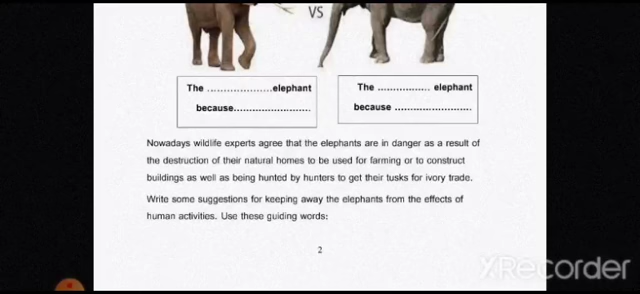 VS
The ......................elephant
because.........................
The ................. elephant
because .........................
Nowadays wildlife experts agree that the elephants are in danger as a result of
the destruction of their natural homes to be used for farming or to construct
buildings as well as being hunted by hunters to get their tusks for ivory trade.
Write some suggestions for keeping away the elephants from the effects of
human activities. Use these guiding words:
2
XRecorder